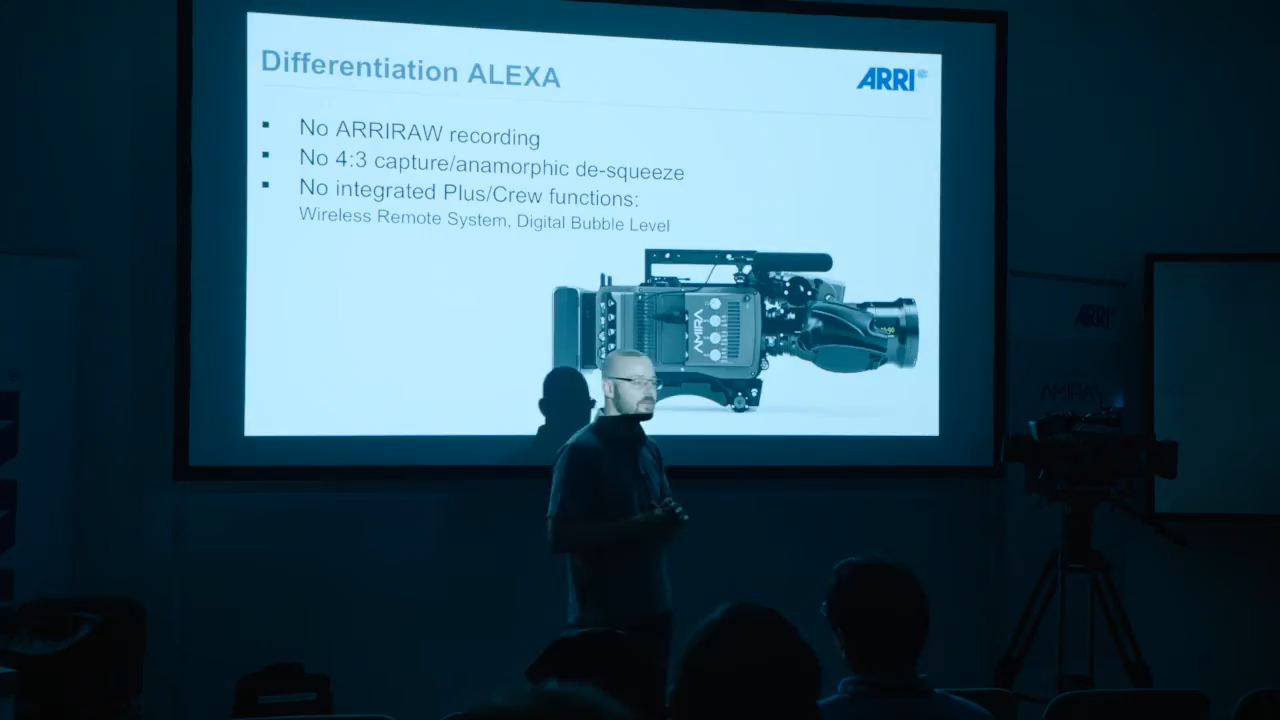 Differentiation ALEXA
ARRI
No ARRIRAW recording
No 4:3 capture/anamorphic de-squeeze
No integrated Plus/Crew functions:
Wireless Remote System, Digital Bubble Level
AMIRA
ARRI
AMIRA